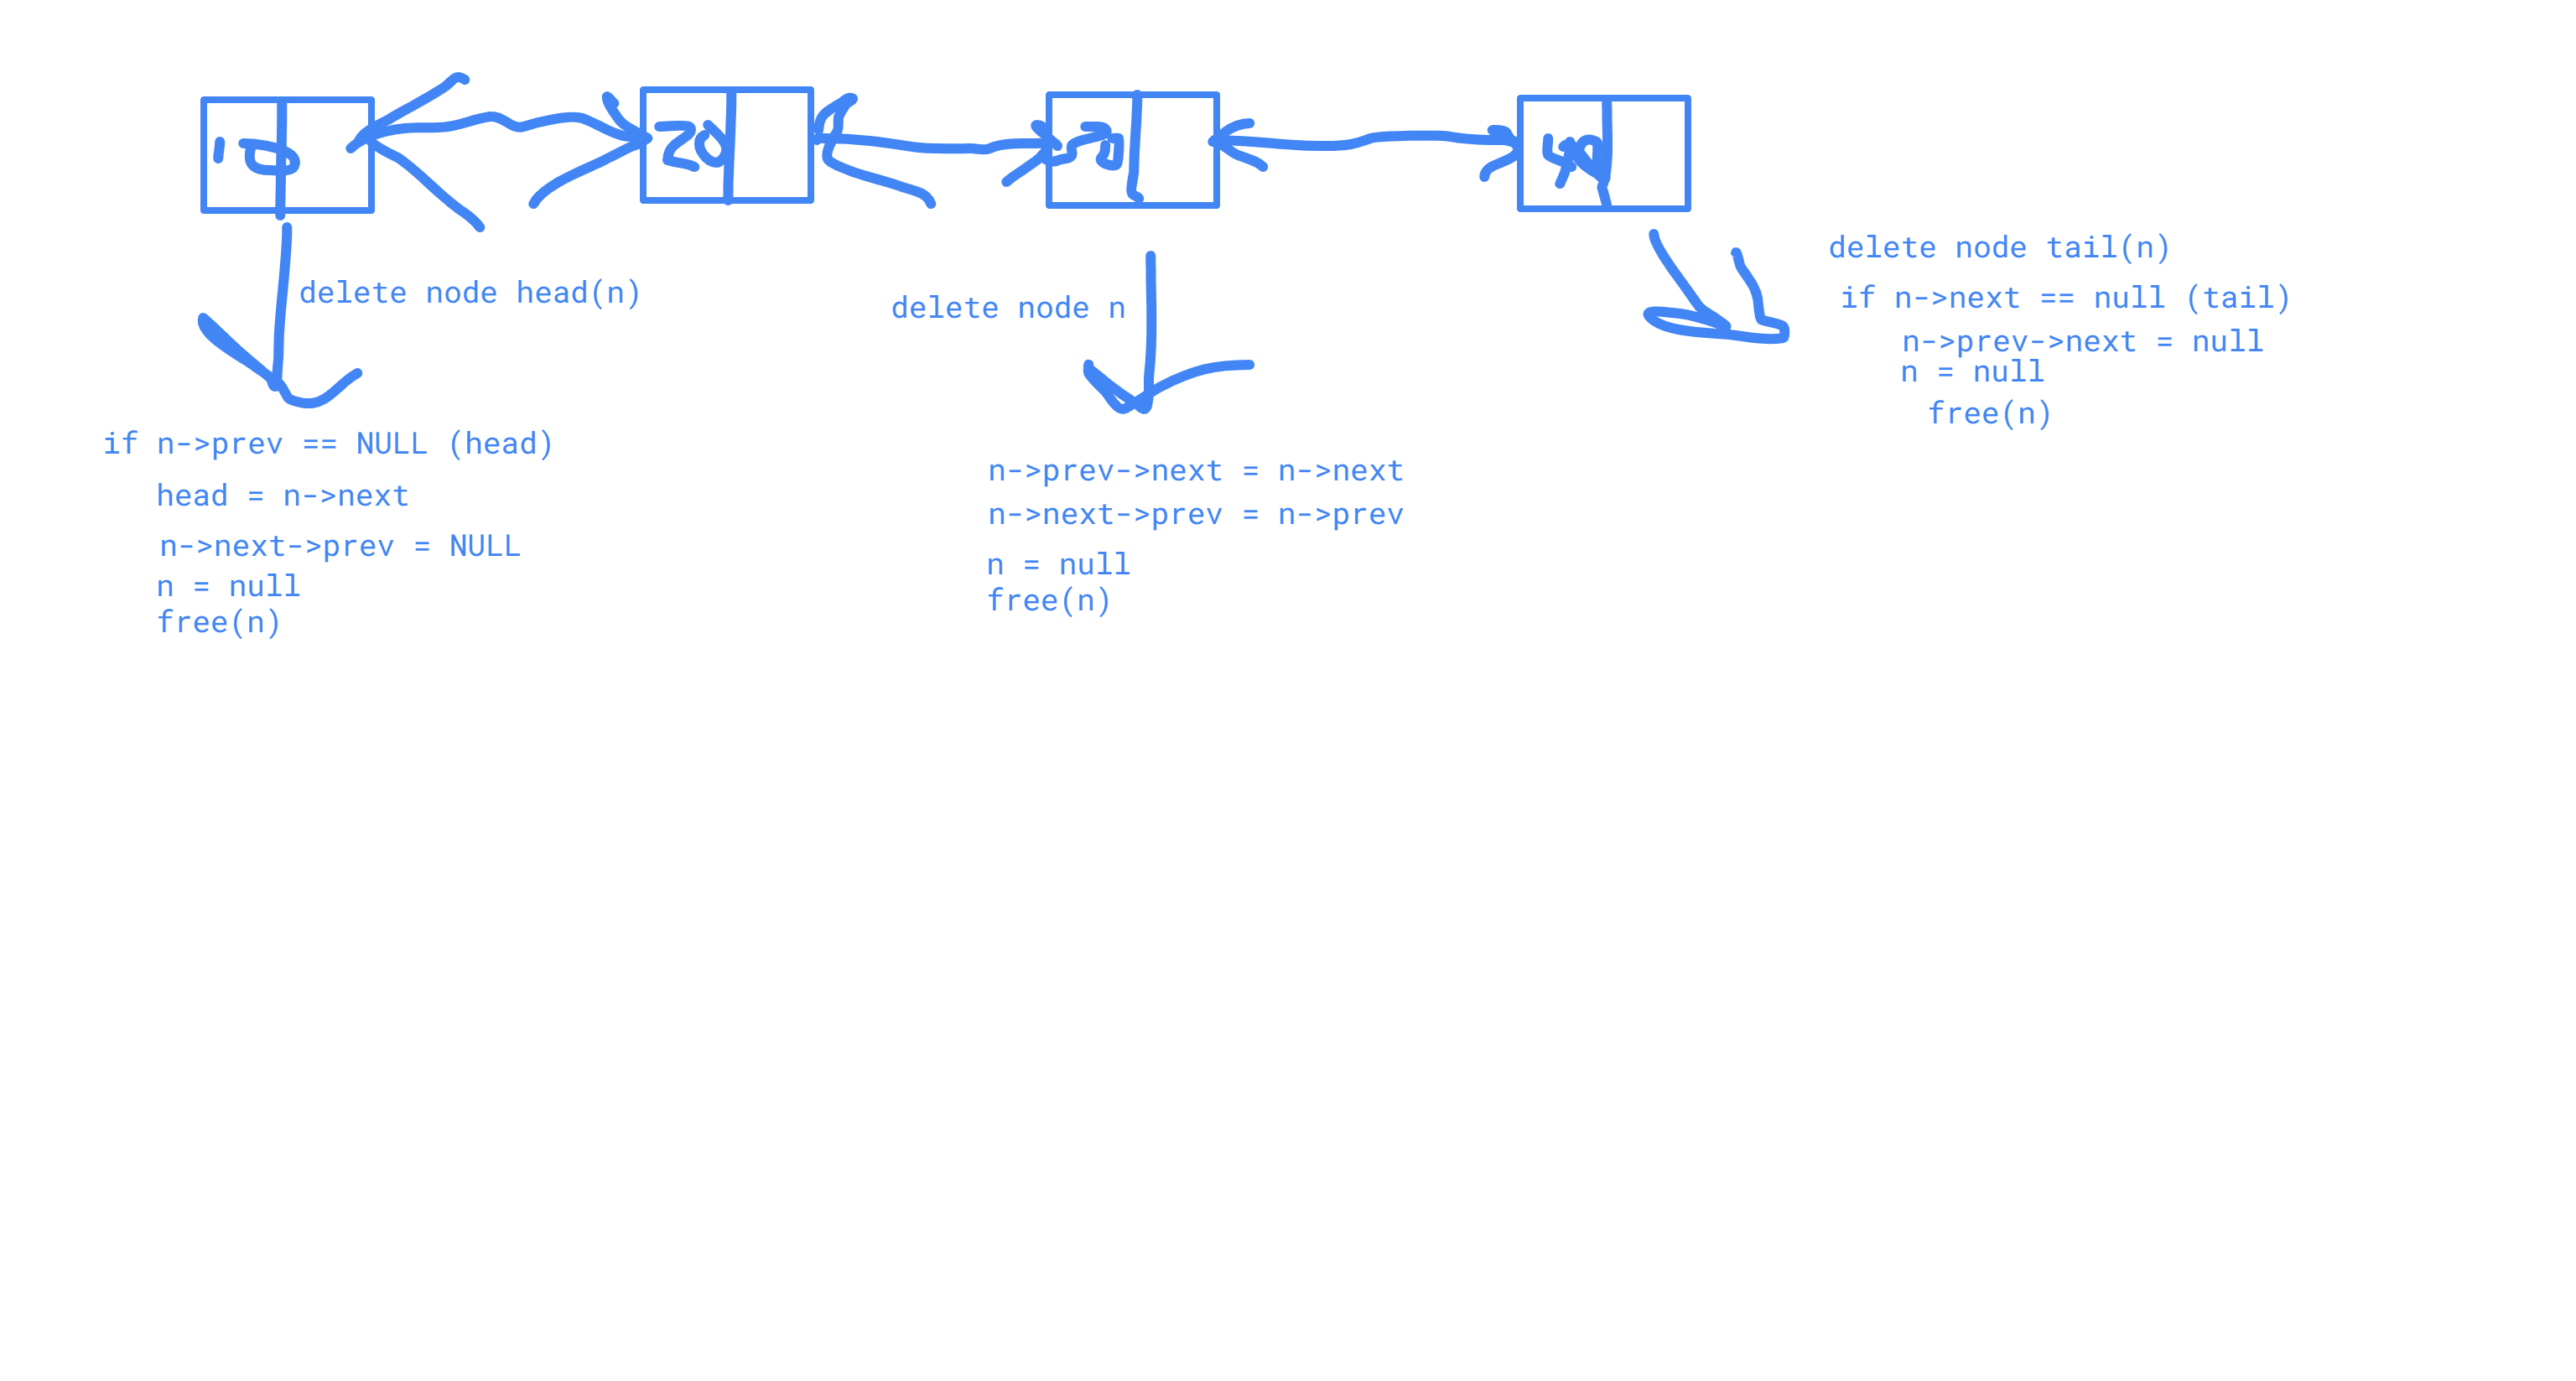 10
20
30
40
delete node head(n)
if n->prev == NULL (head)
head = n->next
n->next->prev = NULL
n = null
free(n)
delete node n
n->prev->next = n->next
n->next->prev = n->prev
n = null
free(n)
delete node tail(n)
if n->next == null (tail)
n->prev->next = null
n = null
free(n)